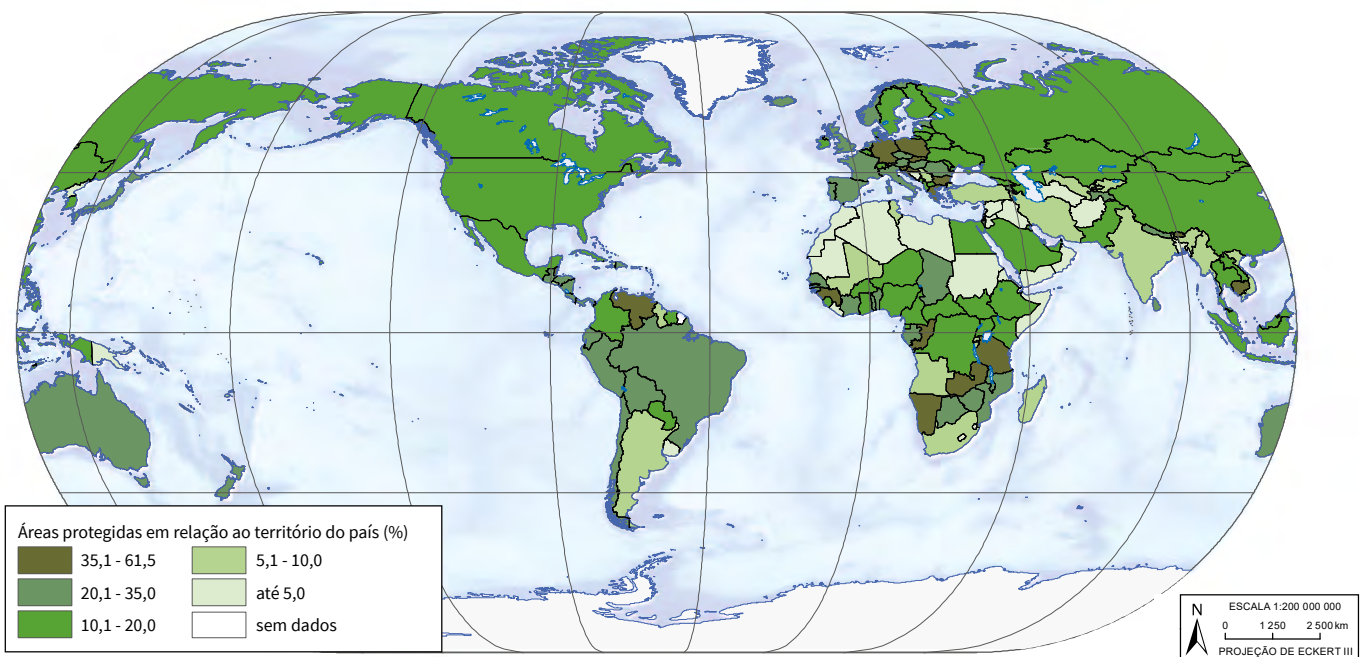 Áreas protegidas em relação ao território do país (%)
35,1 - 61,5
20,1 - 35,0
10,1 - 20,0
5,1 - 10,0
até 5,0
sem dados
N
ESCALA 1:200 000 000
0 1 250 2 500 km
PROJEÇÃO DE ECKERT III